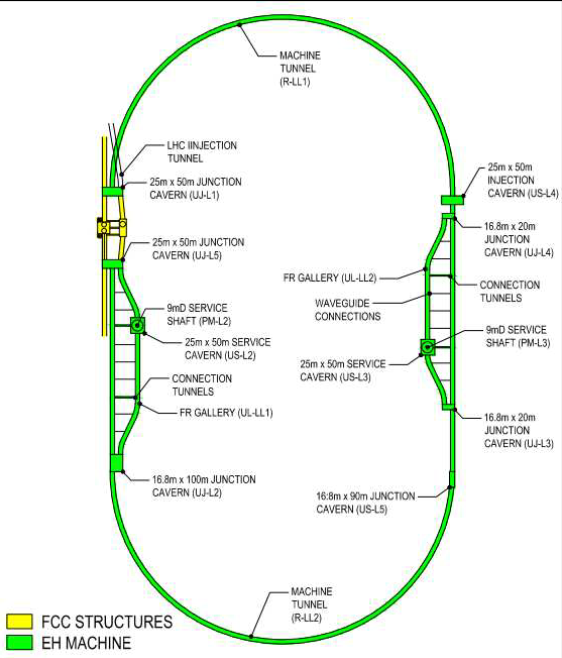 MACHINE
TUNNEL
(R-LL1)
LHC IINJECTION
TUNNEL
25m x 50m JUNCTION
CAVERN (UJ-L1)
25m x 50m JUNCTION
CAVERN (UJ-L5)
9mD SERVICE
SHAFT (PM-L2)
25m x 50m SERVICE
CAVERN (US-L2)
CONNECTION
TUNNELS
FR GALLERY (UL-LL1)
16.8m x 100m JUNCTION
CAVERN (UJ-L2)
25m x 50m
INJECTION
CAVERN (US-L4)
16.8m x 20m
JUNCTION
CAVERN (UJ-L4)
FR GALLERY (UL-LL2)
CONNECTION
TUNNELS
WAVEGUIDE
CONNECTIONS
9mD SERVICE
SHAFT (PM-L3)
25m x 50m SERVICE
CAVERN (US-L3)
16.8m x 20m
JUNCTION
CAVERN (UJ-L3)
16:8m x 90m JUNCTION
CAVERN (US-L5)
MACHINE
TUNNEL
(R-LL2)
FCC STRUCTURES
EH MACHINE